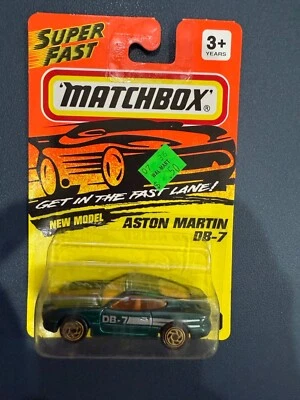 SUPER
FAST
3+
YEARS
"MATCHBOX"®
GET IN THE FAST LANE!
NEW MODEL
ASTON MARTIN
DB-7
DB-7